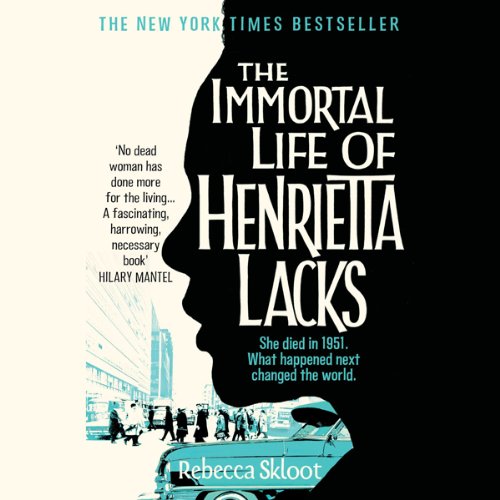 THE NEW YORK TIMES BESTSELLER
THE
IMMORTAL
LIFE OF
HENRIETTA
LACKS
'No dead
woman has
done more
for the living...
A fascinating,
harrowing,
necessary
book'
HILARY MANTEL
She died in 1951.
What happened next
changed the world.
Rebecca Skloot